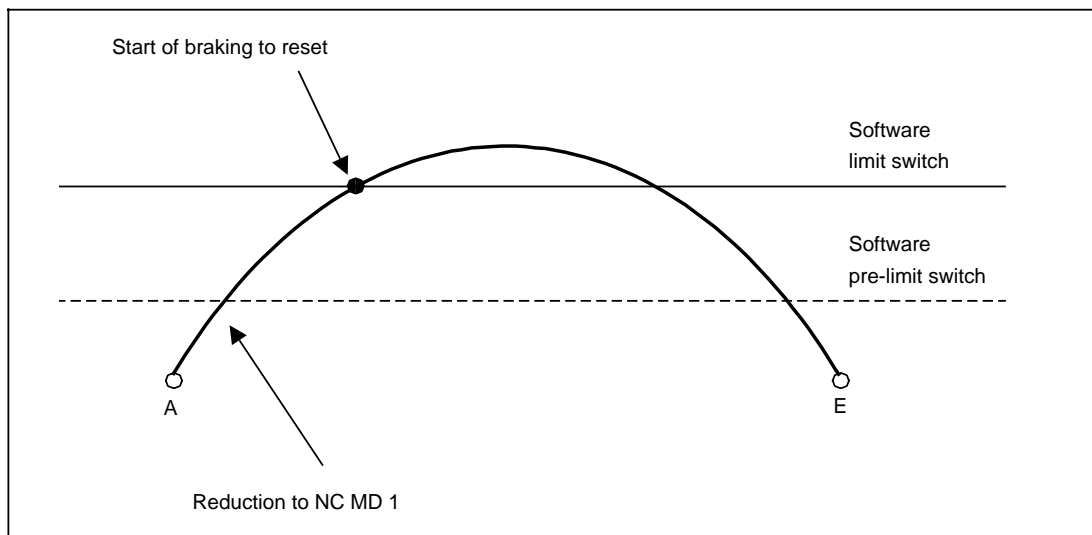 Start of braking to reset
Software
limit switch
Software
pre-limit switch
A
E
Reduction to NC MD 1